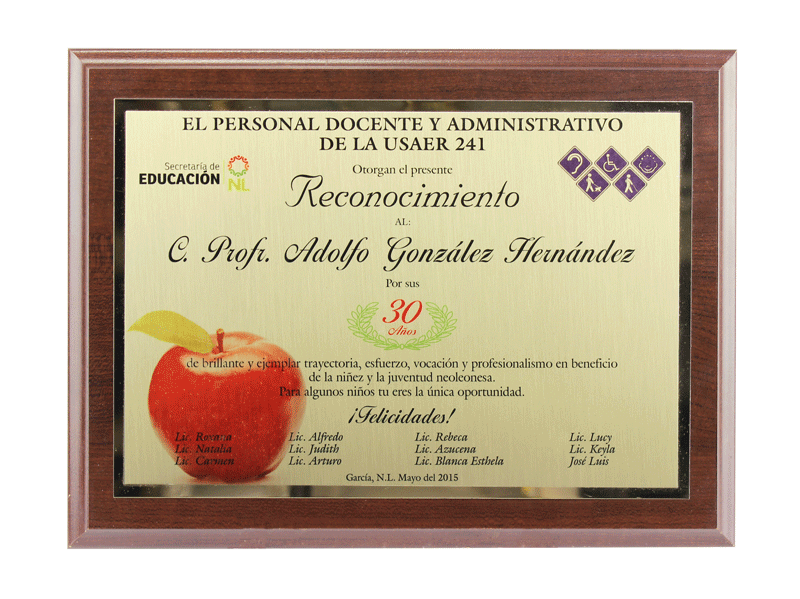 EL PERSONAL DOCENTE Y ADMINISTRATIVO
DE LA USAER 241
Secretaría de
EDUCACIÓN
NL
Otorgan el presente
Reconocimiento
AL:
C. Profr. Adolfo González Hernández
Por sus
30
Años
de brillante y ejemplar trayectoria, esfuerzo, vocación y profesionalismo en beneficio
de la niñez y la juventud neoleonesa.
Para algunos niños tu eres la única oportunidad.
¡Felicidades!
Lic. Roxana Lic. Alfredo Lic. Rebeca Lic. Lucy
Lic. Natalia Lic. Judith Lic. Azucena Lic. Keyla
Lic. Carmen Lic. Arturo Lic. Blanca Esthela José Luis
García, N.L. Mayo del 2015